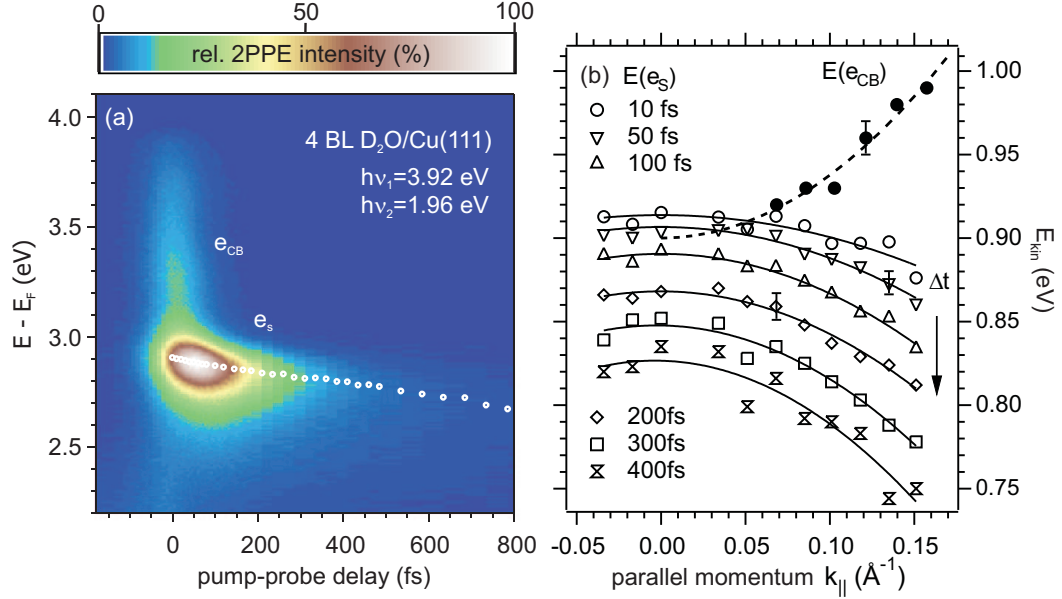 0 50 100
rel. 2PPE intensity (%)
(a)
4 BL D₂O/Cu(111)
hν₁=3.92 eV
hν₂=1.96 eV
e_CB
e_s
4.0
3.5
3.0
2.5
E - E_F (eV)
0 200 400 600 800
pump-probe delay (fs)
(b) E(e_S) E(e_CB)
10 fs
50 fs
100 fs
200fs
300fs
400fs
Δt
1.00
0.95
0.90
0.85
0.80
0.75
E_kin (eV)
-0.05 0.00 0.05 0.10 0.15
parallel momentum k_|| (Å⁻¹)